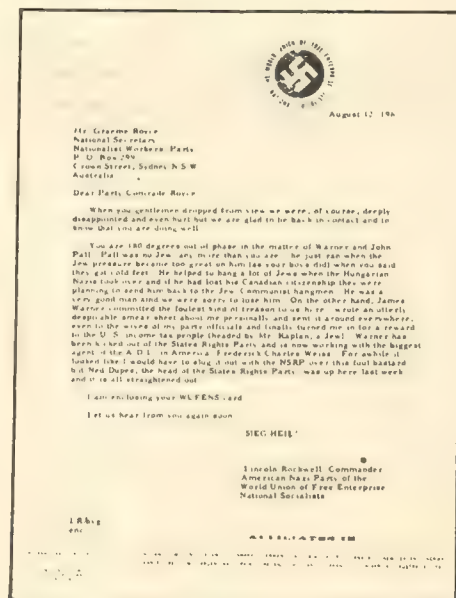 August 12 196
Mr Graeme Royce
National Secretary
Nationalist Workers Party
P O Box 299
Crown Street, Sydney N S W
Australia
Dear Party Comrade Royce
When you gentlemen dropped from view we were, of course, deeply
disappointed and even hurt but we are glad to be back in contact and to
know that you are doing well
You are 180 degrees out of phase in the matter of Warner and John
Pall Pall was no Jew any more than you are he just ran when the
Jew pressure became too great on him (as your boys did) when you said
they got cold feet He helped to hang a lot of Jews when the Hungarian
Nazis took over and if he had lost his Canadian citizenship they were
planning to send him back to the Jew Communist hangmen He was a
very good man and we were sorry to lose him On the other hand, James
Warner committed the foulest kind of treason to us here wrote an utterly
despicable smear sheet about me personally and sent it around everywhere,
even to the wives of my party officials and finally turned me in for a reward
to the U S income tax people (headed by Mr Kaplan, a Jew! Warner has
been kicked out of the States Rights Party and is now working with the biggest
agent of the A D L in America Frederick Charles Weiss For awhile it
looked like I would have to slug it out with the NSRP over this foul bastard
but Ned Dupes, the head of the States Rights Party was up here last week
and it is all straightened out
I am enclosing your WUFENS card
Let us hear from you again soon
SIEG HEIL!
Lincoln Rockwell Commander
American Nazi Party of the
World Union of Free Enterprise
National Socialists
LR/bcg
enc